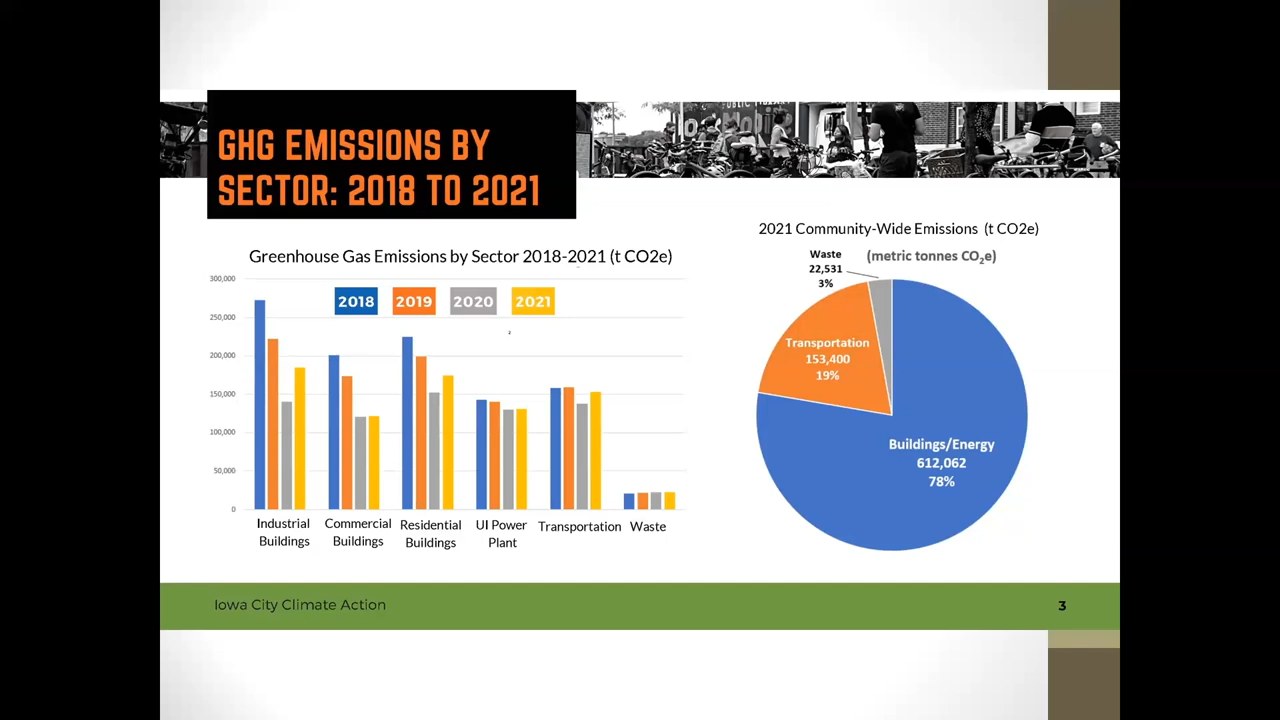 GHG EMISSIONS BY
SECTOR: 2018 TO 2021
Greenhouse Gas Emissions by Sector 2018-2021 (t CO2e)
300,000
250,000
200,000
150,000
100,000
50,000
0
2018 2019 2020 2021
2
Industrial
Buildings
Commercial
Buildings
Residential
Buildings
UI Power
Plant
Transportation
Waste
2021 Community-Wide Emissions (t CO2e)
(metric tonnes CO₂e)
Waste
22,531
3%
Transportation
153,400
19%
Buildings/Energy
612,062
78%
Iowa City Climate Action
3